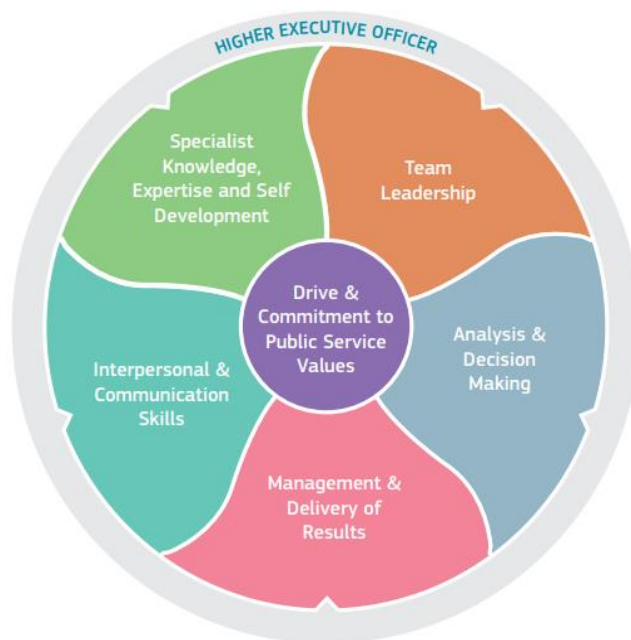 HIGHER EXECUTIVE OFFICER
Specialist
Knowledge,
Expertise and Self
Development
Team
Leadership
Drive &
Commitment to
Public Service
Values
Analysis &
Decision
Making
Interpersonal &
Communication
Skills
Management &
Delivery of
Results